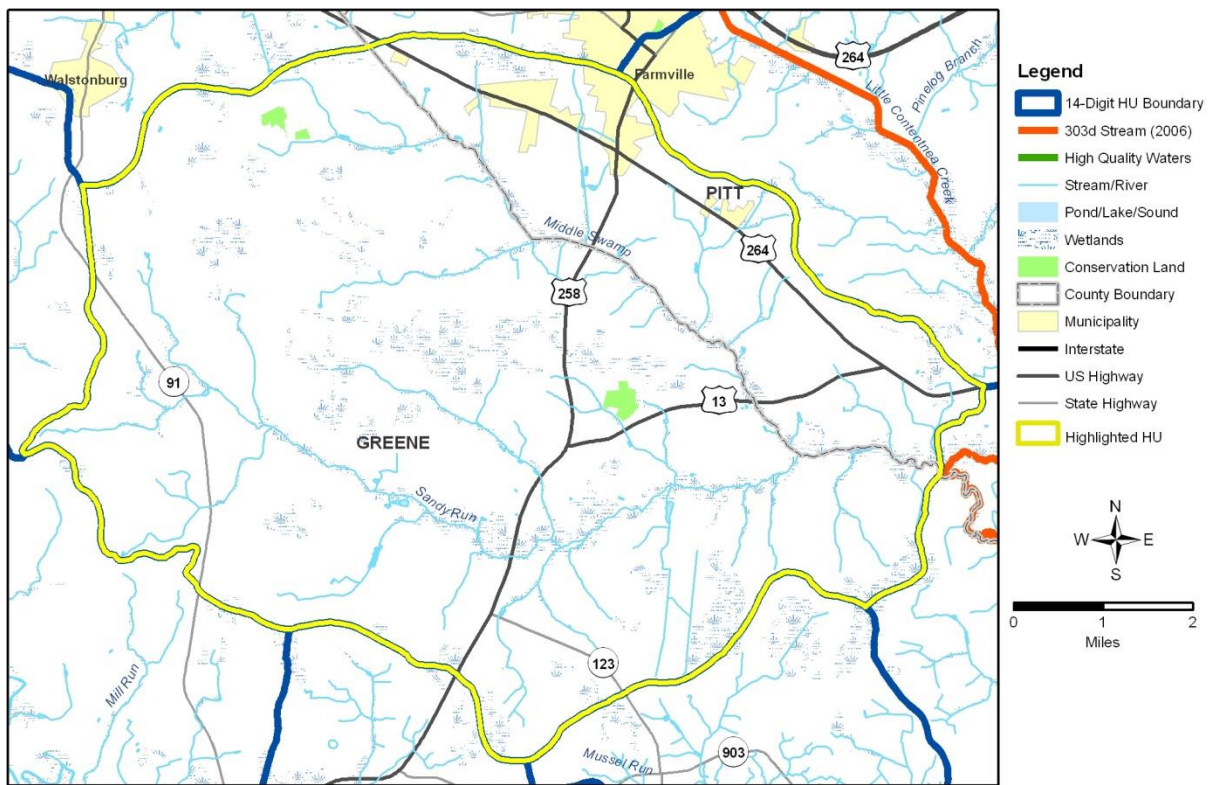 Walstonburg
Farmville
264
Pinelog Branch
Little Contentnea Creek
PITT
Middle Swamp
264
258
91
13
GREENE
Sandy Run
Mill Run
123
Mussel Run
903
Legend
14-Digit HU Boundary
303d Stream (2006)
High Quality Waters
Stream/River
Pond/Lake/Sound
Wetlands
Conservation Land
County Boundary
Municipality
Interstate
US Highway
State Highway
Highlighted HU
N
W E
S
0 1 2
Miles